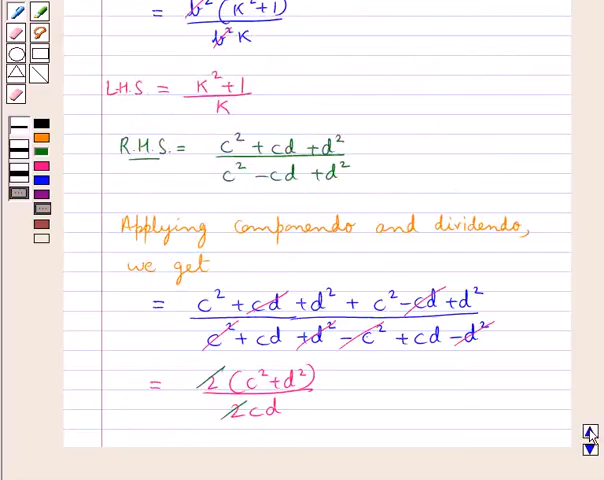 = b²(K²+1) / b²K
L.H.S = K²+1 / K
R.H.S. = c²+cd+d² / c²-cd+d²
Applying componendo and dividendo,
we get
= c²+cd+d²+c²-cd+d² / c²+cd+d²-c²+cd-d²
= 2(c²+d²) / 2cd